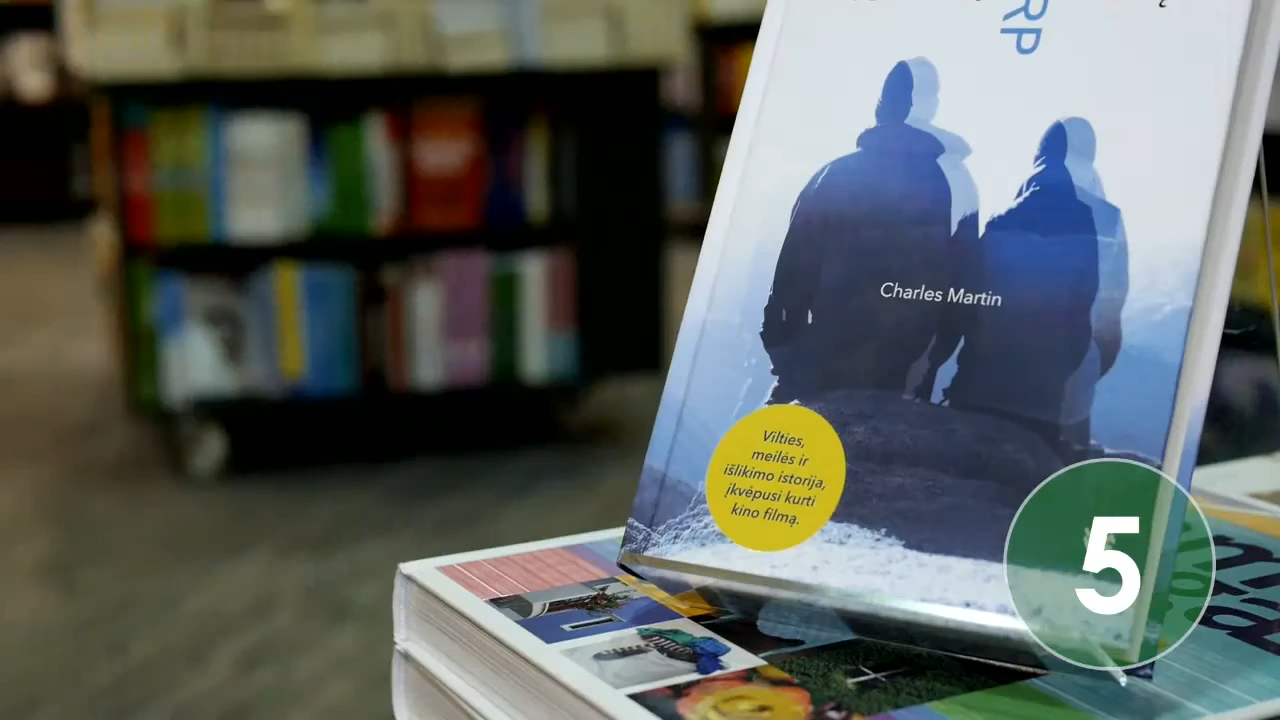 RP
Charles Martin
Vilties,
meilės ir
išlikimo istorija,
įkvėpusi kurti
kino filmą.
5